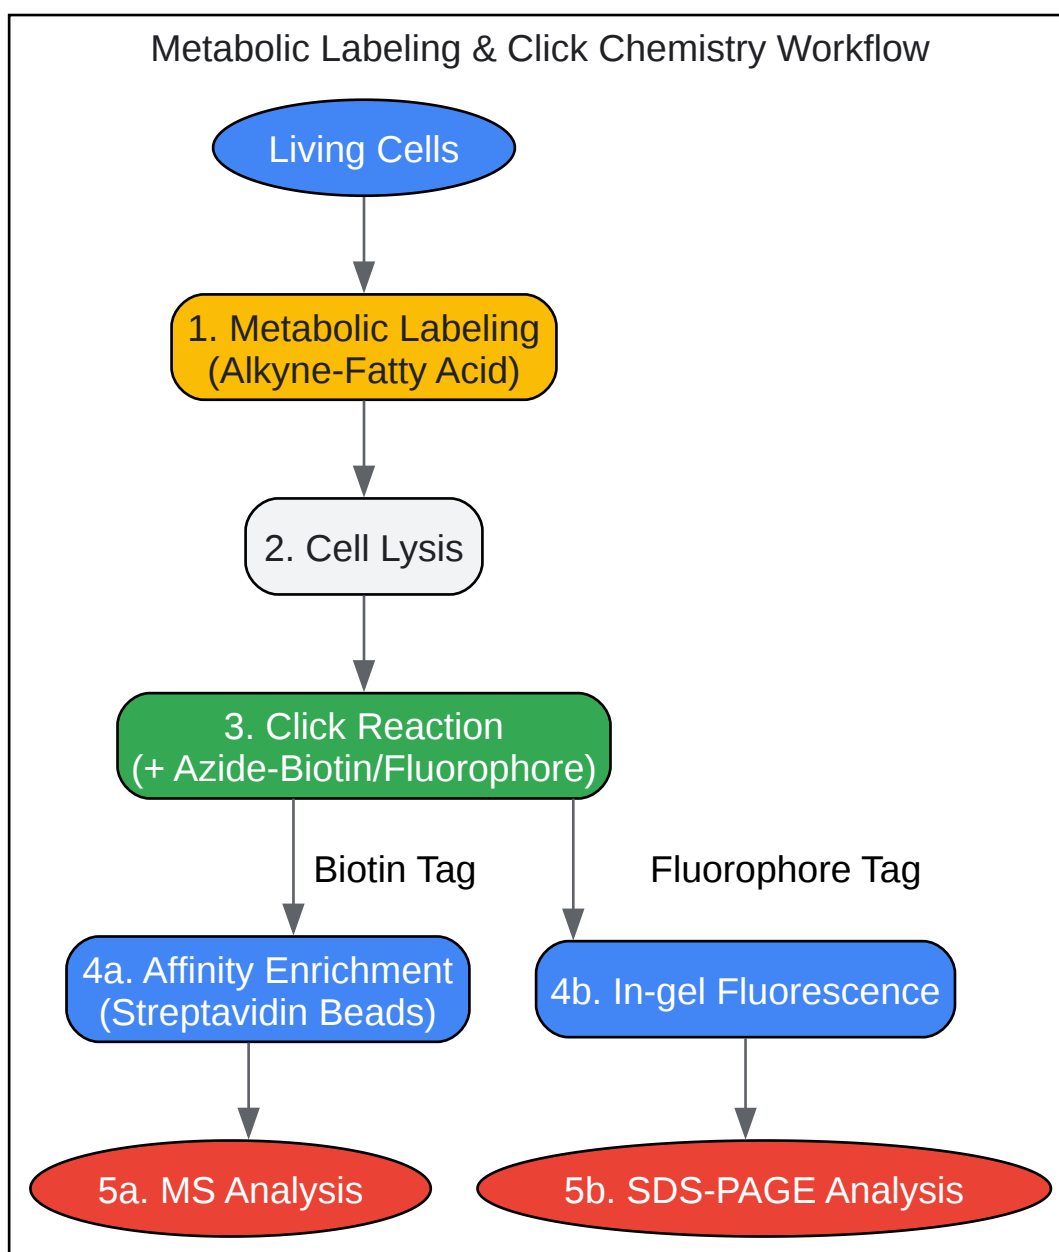 Metabolic Labeling & Click Chemistry Workflow
Living Cells
1. Metabolic Labeling
(Alkyne-Fatty Acid)
2. Cell Lysis
3. Click Reaction
(+ Azide-Biotin/Fluorophore)
Biotin Tag
Fluorophore Tag
4a. Affinity Enrichment
(Streptavidin Beads)
4b. In-gel Fluorescence
5a. MS Analysis
5b. SDS-PAGE Analysis